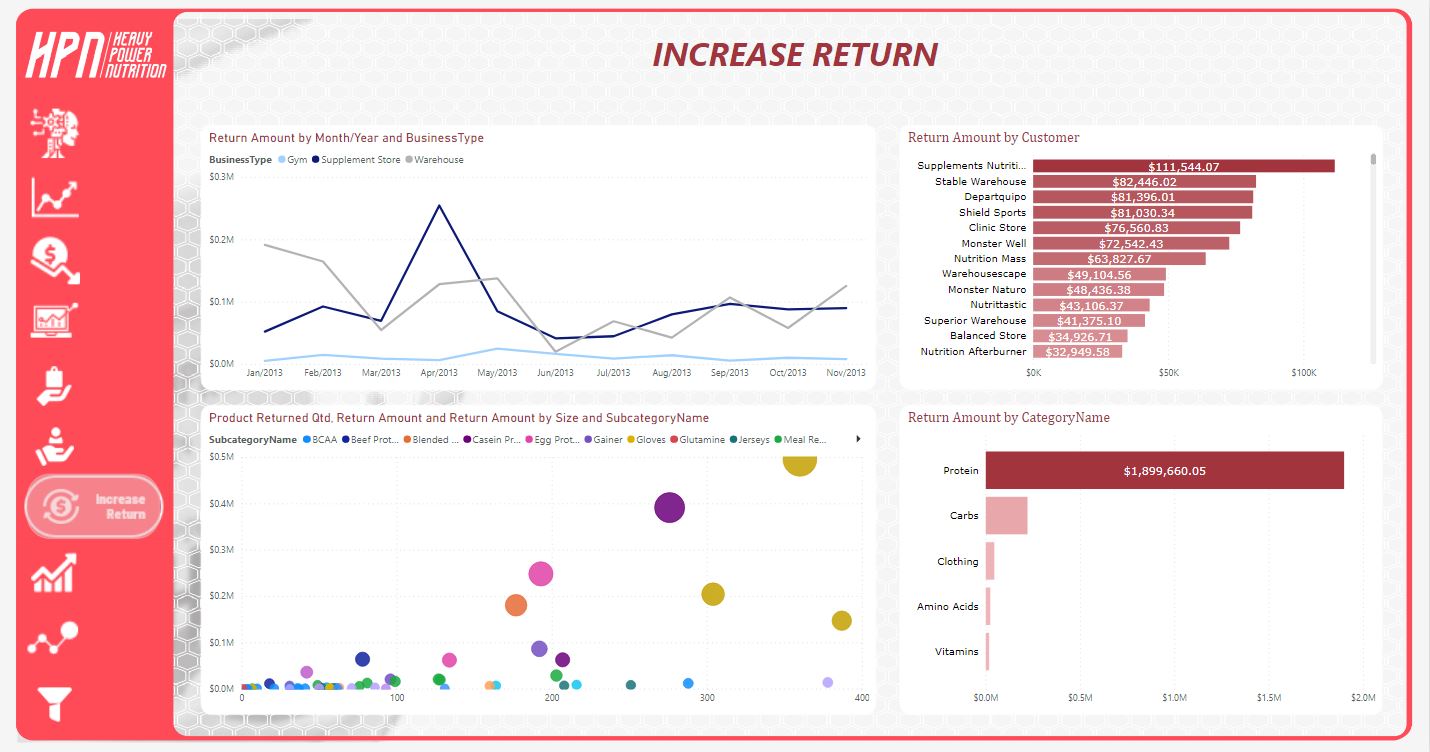 HPN HEAVY
POWER
NUTRITION
INCREASE RETURN
Increase
Return
Return Amount by Month/Year and BusinessType
BusinessType Gym Supplement Store Warehouse
$0.3M
$0.2M
$0.1M
$0.0M
Jan/2013 Feb/2013 Mar/2013 Apr/2013 May/2013 Jun/2013 Jul/2013 Aug/2013 Sep/2013 Oct/2013 Nov/2013
Return Amount by Customer
Supplements Nutriti... $111,544.07
Stable Warehouse $82,446.02
Departquipo $81,396.01
Shield Sports $81,030.34
Clinic Store $76,560.83
Monster Well $72,542.43
Nutrition Mass $63,827.67
Warehousescape $49,104.56
Monster Naturo $48,436.38
Nutrittastic $43,106.37
Superior Warehouse $41,375.10
Balanced Store $34,926.71
Nutrition Afterburner $32,949.58
$0K $50K $100K
Product Returned Qtd, Return Amount and Return Amount by Size and SubcategoryName
SubcategoryName BCAA Beef Prot... Blended ... Casein Pr... Egg Prot... Gainer Gloves Glutamine Jerseys Meal Re...
$0.5M
$0.4M
$0.3M
$0.2M
$0.1M
$0.0M
0 100 200 300 400
Return Amount by CategoryName
Protein $1,899,660.05
Carbs
Clothing
Amino Acids
Vitamins
$0.0M $0.5M $1.0M $1.5M $2.0M